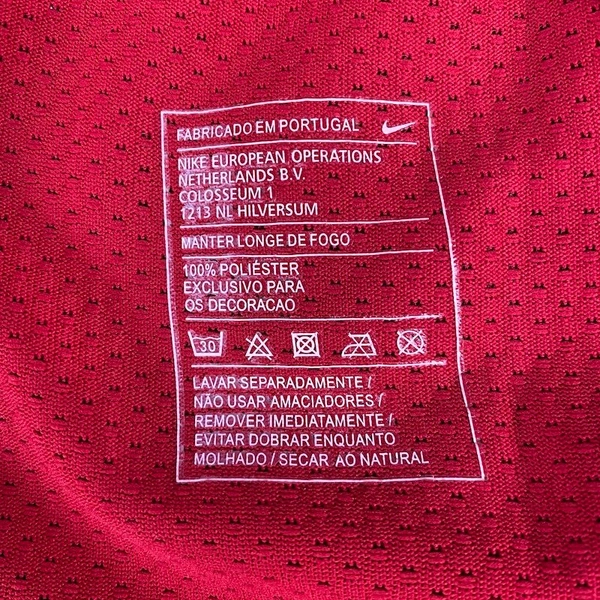 FABRICADO EM PORTUGAL
NIKE EUROPEAN OPERATIONS
NETHERLANDS B.V.
COLOSSEUM 1
1213 NL HILVERSUM
MANTER LONGE DE FOGO
100% POLIÉSTER
EXCLUSIVO PARA
OS DECORACAO
30
LAVAR SEPARADAMENTE /
NÃO USAR AMACIADORES /
REMOVER IMEDIATAMENTE /
EVITAR DOBRAR ENQUANTO
MOLHADO / SECAR AO NATURAL